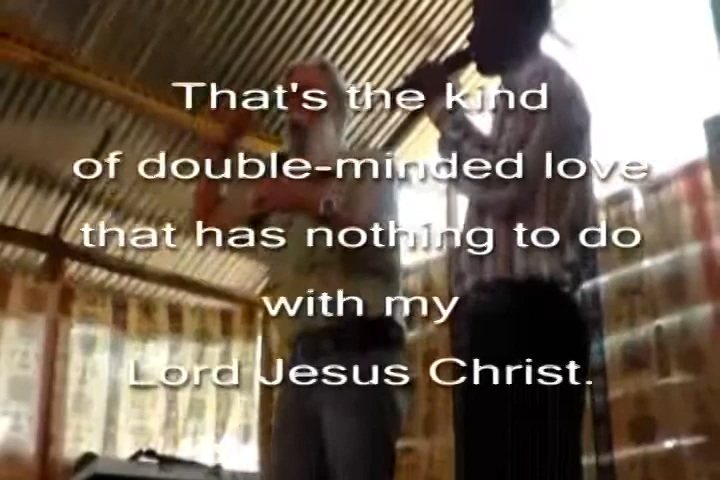 That's the kind
of double-minded love
that has nothing to do
with my
Lord Jesus Christ.